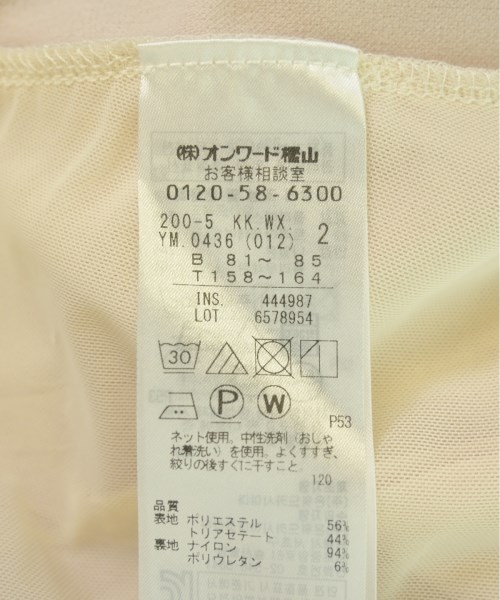 (株)オンワード樫山
お客様相談室
0120-58-6300
200-5 KK.WX.
YM.0436 (012) 2
B 81～ 85
T158～164
INS. 444987
LOT 6578954
30
P W
P53
ネット使用。中性洗剤（おしゃ
れ着洗い）を使用。よくすすぎ、
絞りの後すぐに干すこと。
120
品質
表地 ポリエステル 56%
トリアセテート 44%
裏地 ナイロン 94%
ポリウレタン 6%